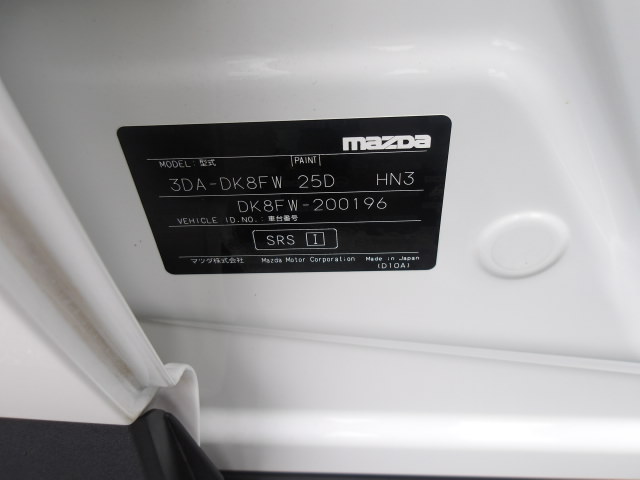 mazda
MODEL:型式 PAINT
3DA-DK8FW 25D HN3
DK8FW-200196
VEHICLE ID.NO.:車台番号
SRS I
マツダ株式会社 Mazda Motor Corporation Made in Japan
(D10A)